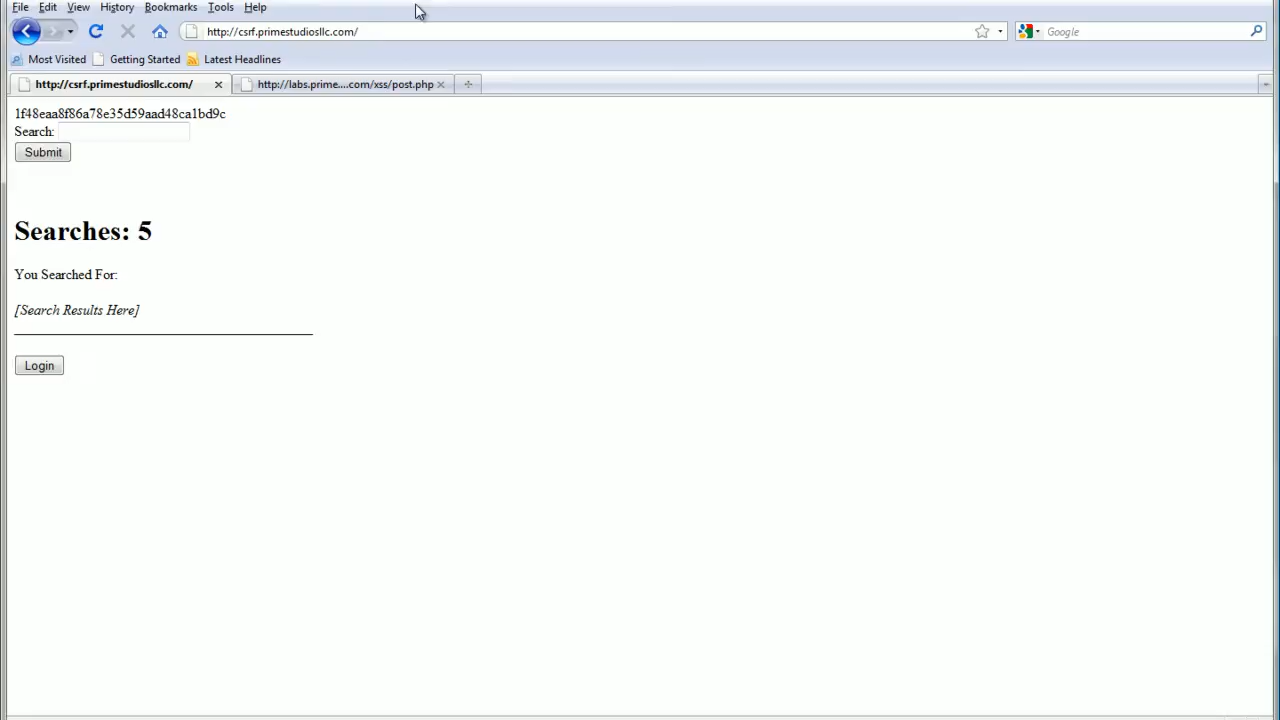 File Edit View History Bookmarks Tools Help
http://csrf.primestudiosllc.com/ Google
Most Visited Getting Started Latest Headlines
http://csrf.primestudiosllc.com/ http://labs.prime....com/xss/post.php
1f48eaa8f86a78e35d59aad48ca1bd9c
Search:
Submit
Searches: 5
You Searched For:
[Search Results Here]
Login